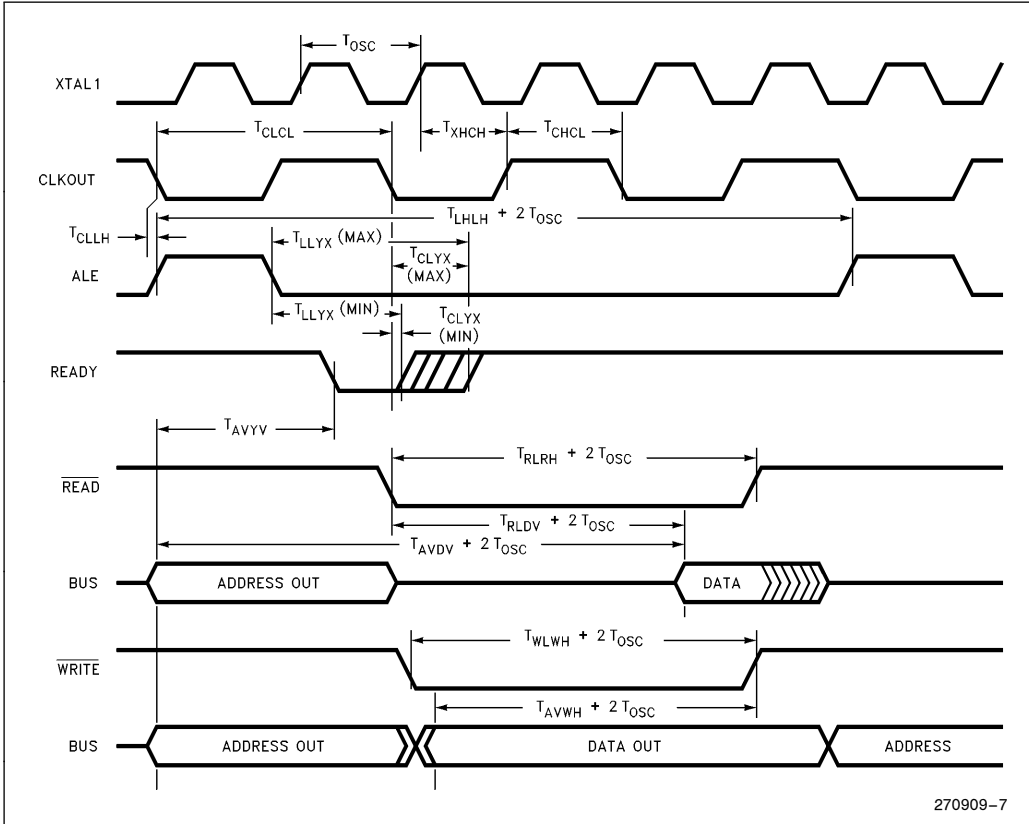 T_OSC
XTAL1
T_CLCL
T_XHCH
T_CHCL
CLKOUT
T_LHLH + 2 T_OSC
T_CLLH
T_LLYX (MAX)
T_CLYX
(MAX)
ALE
T_LLYX (MIN)
T_CLYX
(MIN)
READY
T_AVYV
T_RLRH + 2 T_OSC
READ
T_RLDV + 2 T_OSC
T_AVDV + 2 T_OSC
BUS
ADDRESS OUT
DATA
T_WLWH + 2 T_OSC
WRITE
T_AVWH + 2 T_OSC
BUS
ADDRESS OUT
DATA OUT
ADDRESS
270909–7